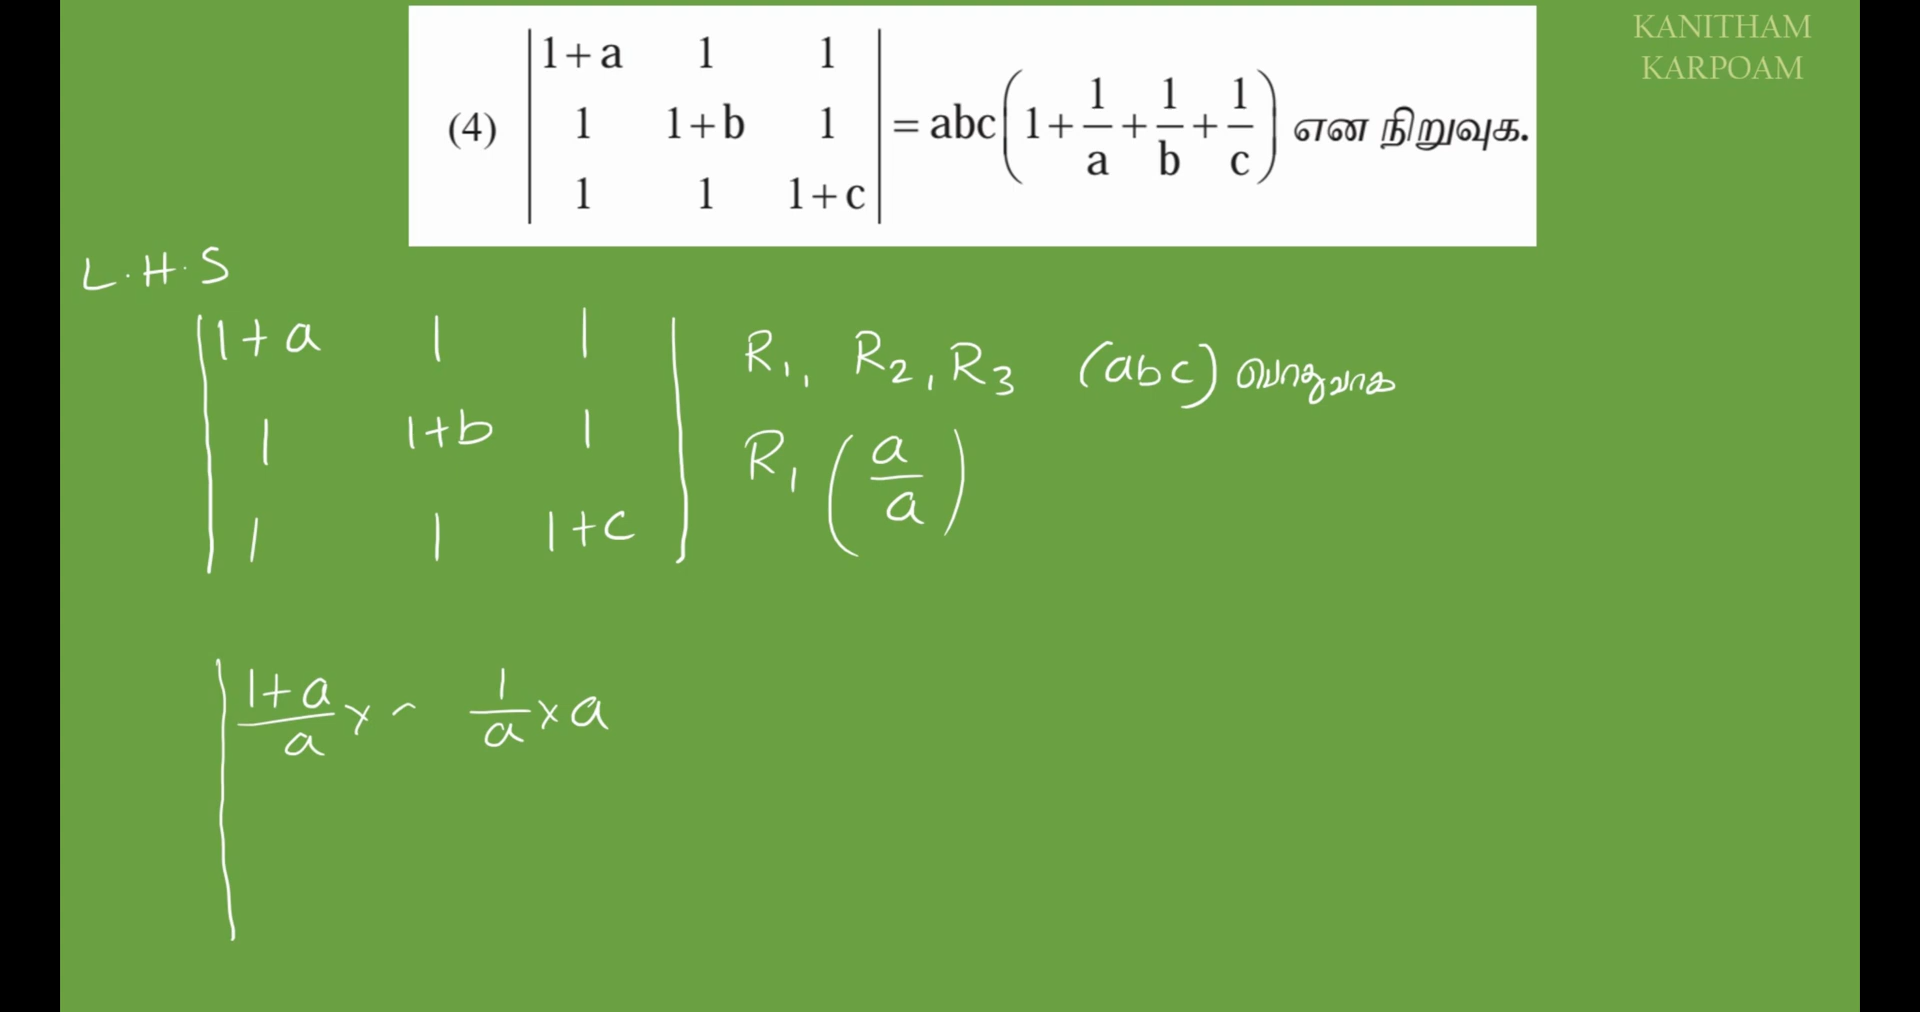 KANITHAM
KARPOAM
(4) |1+a 1 1|
|1 1+b 1| = abc(1+1/a+1/b+1/c) என நிறுவுக.
|1 1 1+c|
L.H.S
|1+a 1 1| R₁, R₂, R₃ (abc) பொதுவாக
|1 1+b 1| R₁ (a/a)
|1 1 1+c|
|(1+a)/a × 1/a × a